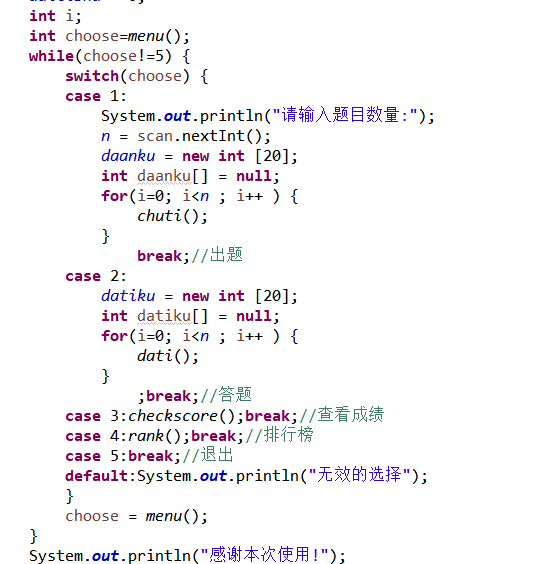 int i;
int choose=menu();
while(choose!=5) {
switch(choose) {
case 1:
System.out.println("请输入题目数量:");
n = scan.nextInt();
daanku = new int [20];
int daanku[] = null;
for(i=0; i<n ; i++ ) {
chuti();
}
break;//出题
case 2:
datiku = new int [20];
int datiku[] = null;
for(i=0; i<n ; i++ ) {
dati();
}
;break;//答题
case 3:checkscore();break;//查看成绩
case 4:rank();break;//排行榜
case 5:break;//退出
default:System.out.println("无效的选择");
}
choose = menu();
}
System.out.println("感谢本次使用!");